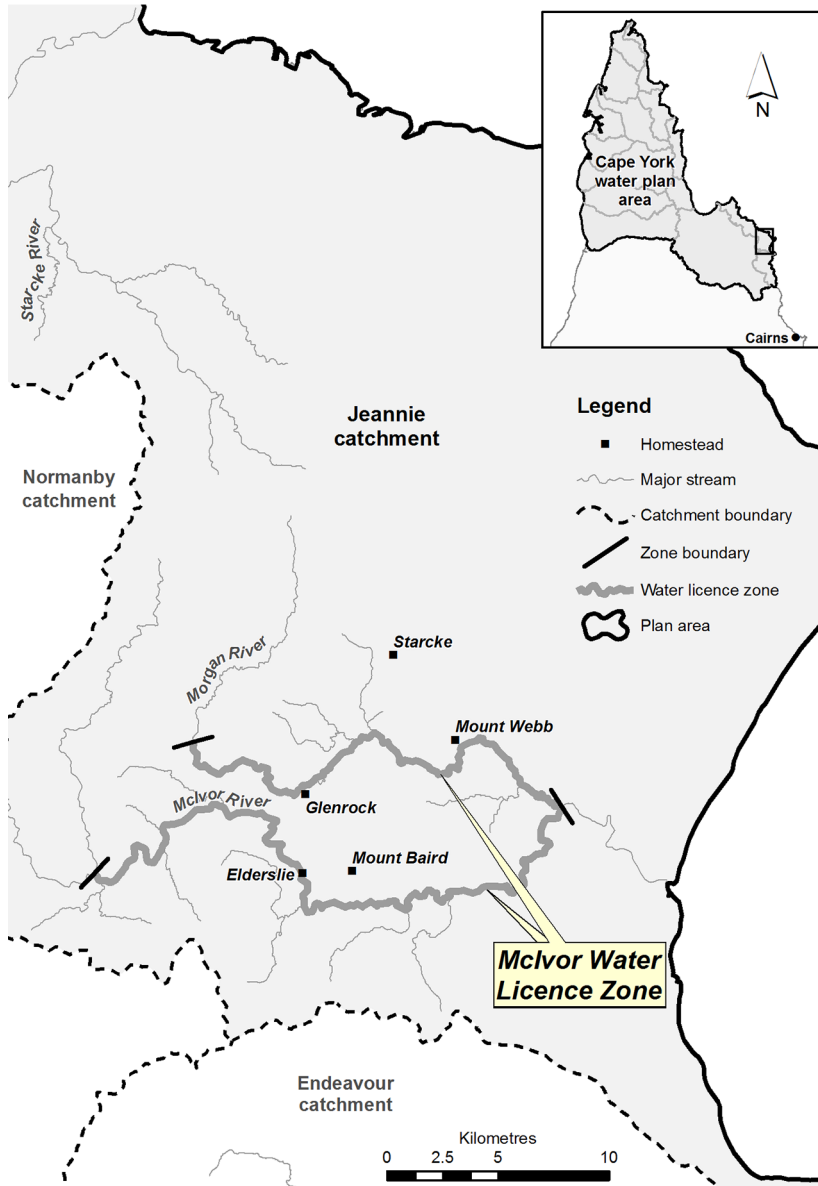 Cape York
water plan
area
N
Cairns
Starcke River
Jeannie
catchment
Normanby
catchment
Legend
Homestead
Major stream
Catchment boundary
Zone boundary
Water licence zone
Plan area
Starcke
Morgan River
Mount Webb
McIvor River
Glenrock
Mount Baird
Elderslie
McIvor Water
Licence Zone
Endeavour
catchment
Kilometres
0 2.5 5 10